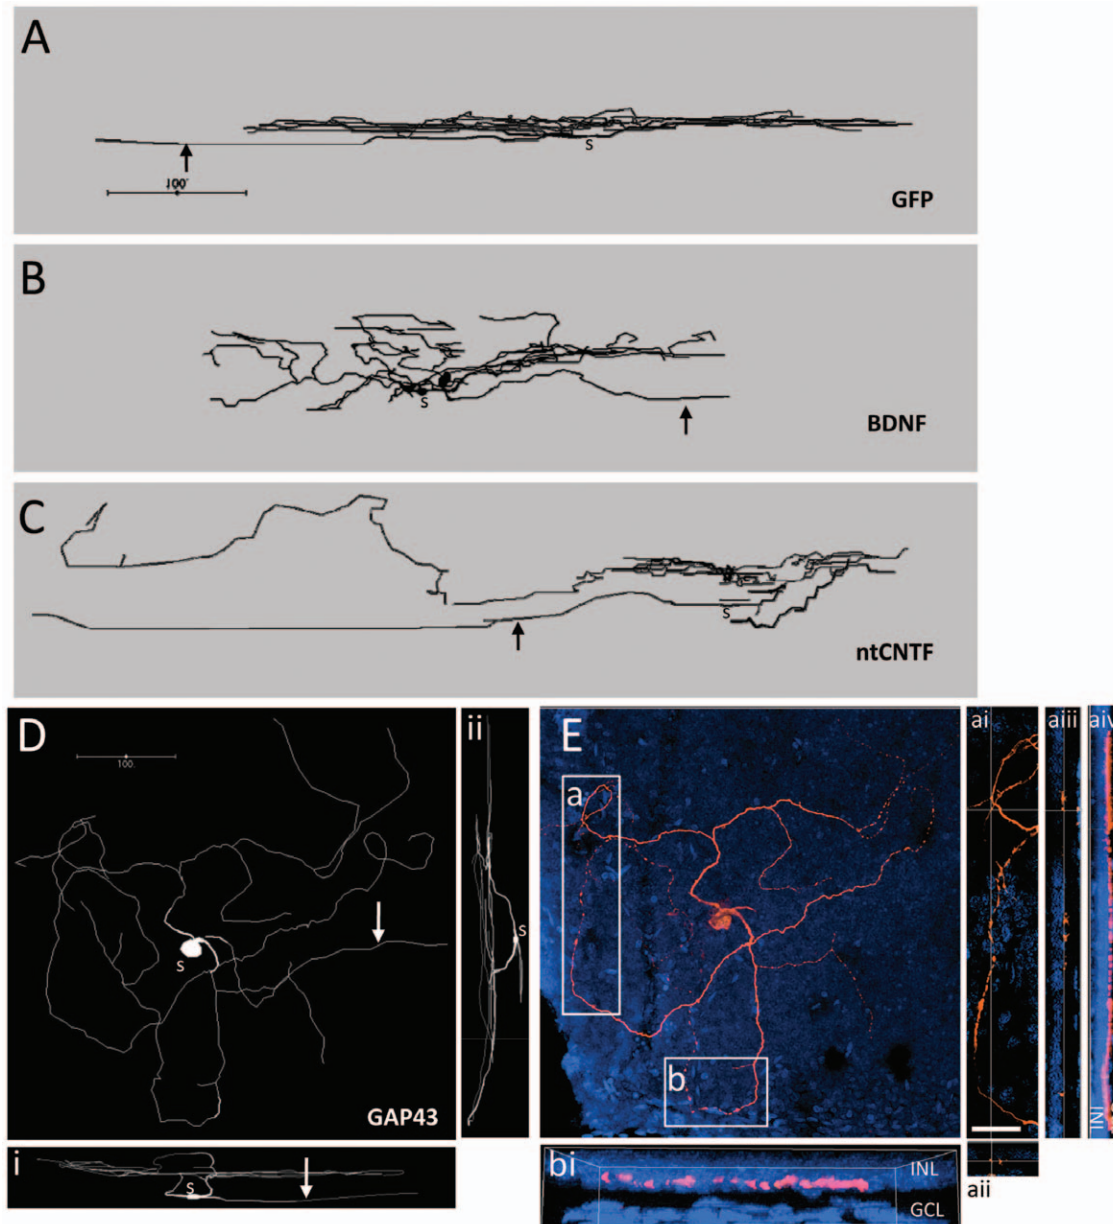 A
S
100.
GFP
B
S
BDNF
C
S
ntCNTF
D
100.
S
GAP43
ii
S
i
S
E
a
b
ai
aii
aiii
aiv
INL
bi
INL
GCL